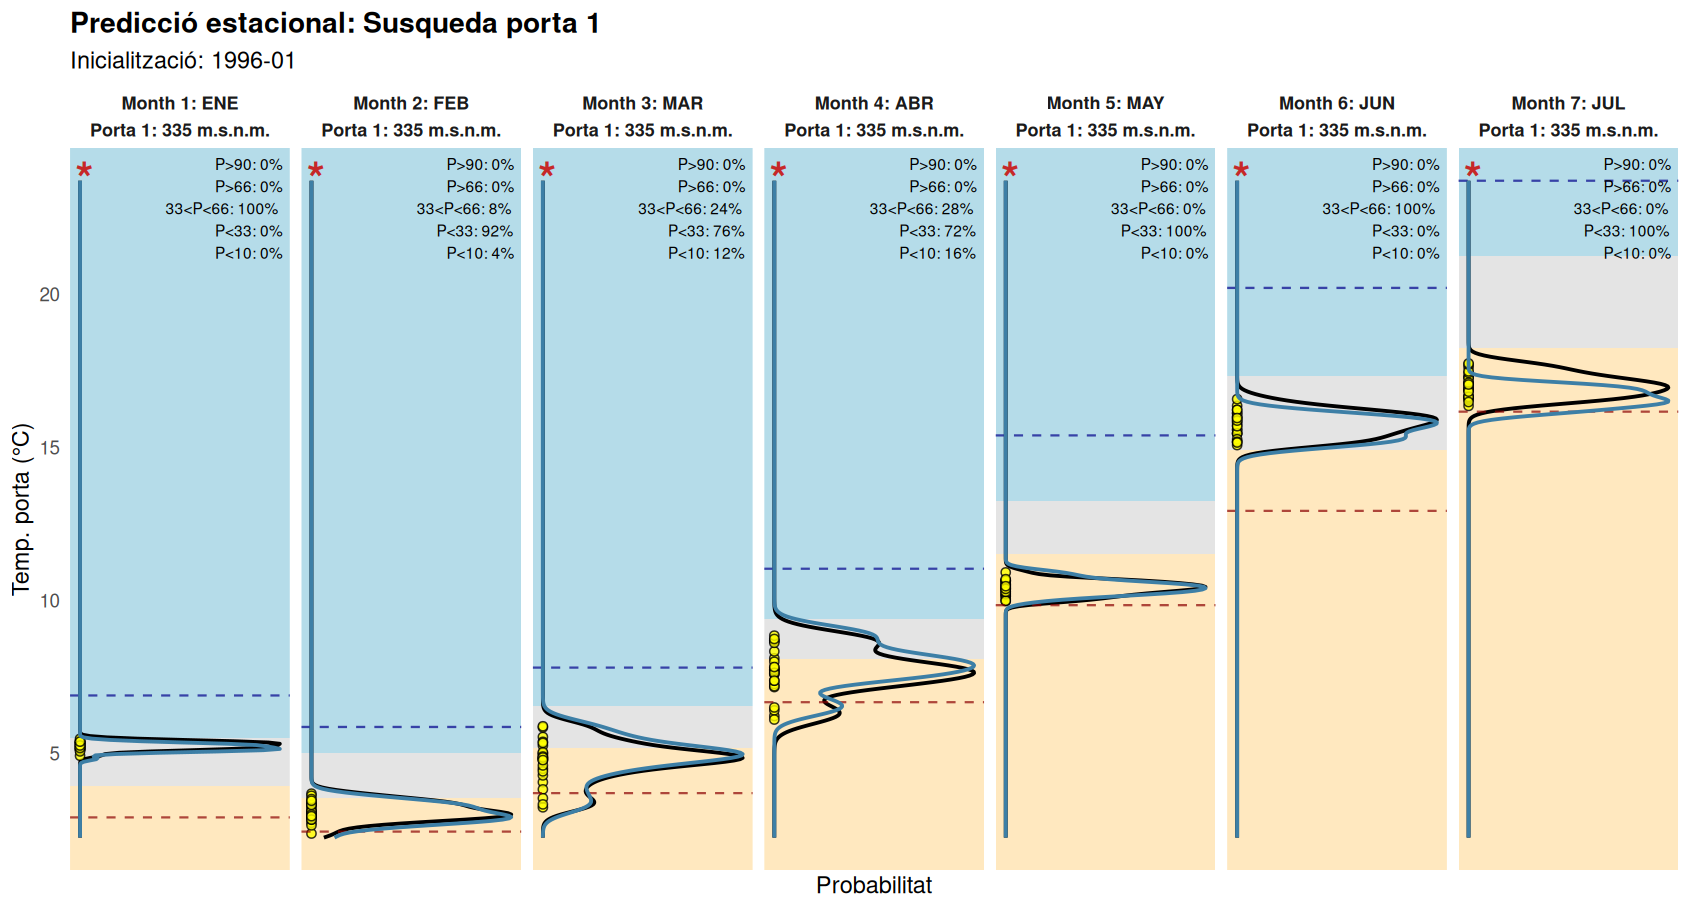 Predicció estacional: Susqueda porta 1
Inicialització: 1996-01
Month 1: ENE
Porta 1: 335 m.s.n.m.
Month 2: FEB
Porta 1: 335 m.s.n.m.
Month 3: MAR
Porta 1: 335 m.s.n.m.
Month 4: ABR
Porta 1: 335 m.s.n.m.
Month 5: MAY
Porta 1: 335 m.s.n.m.
Month 6: JUN
Porta 1: 335 m.s.n.m.
Month 7: JUL
Porta 1: 335 m.s.n.m.
*
P>90: 0%
P>66: 0%
33<P<66: 100%
P<33: 0%
P<10: 0%
*
P>90: 0%
P>66: 0%
33<P<66: 8%
P<33: 92%
P<10: 4%
*
P>90: 0%
P>66: 0%
33<P<66: 24%
P<33: 76%
P<10: 12%
*
P>90: 0%
P>66: 0%
33<P<66: 28%
P<33: 72%
P<10: 16%
*
P>90: 0%
P>66: 0%
33<P<66: 0%
P<33: 100%
P<10: 0%
*
P>90: 0%
P>66: 0%
33<P<66: 100%
P<33: 0%
P<10: 0%
*
P>90: 0%
P>66: 0%
33<P<66: 0%
P<33: 100%
P<10: 0%
20
15
10
5
Temp. porta (°C)
Probabilitat